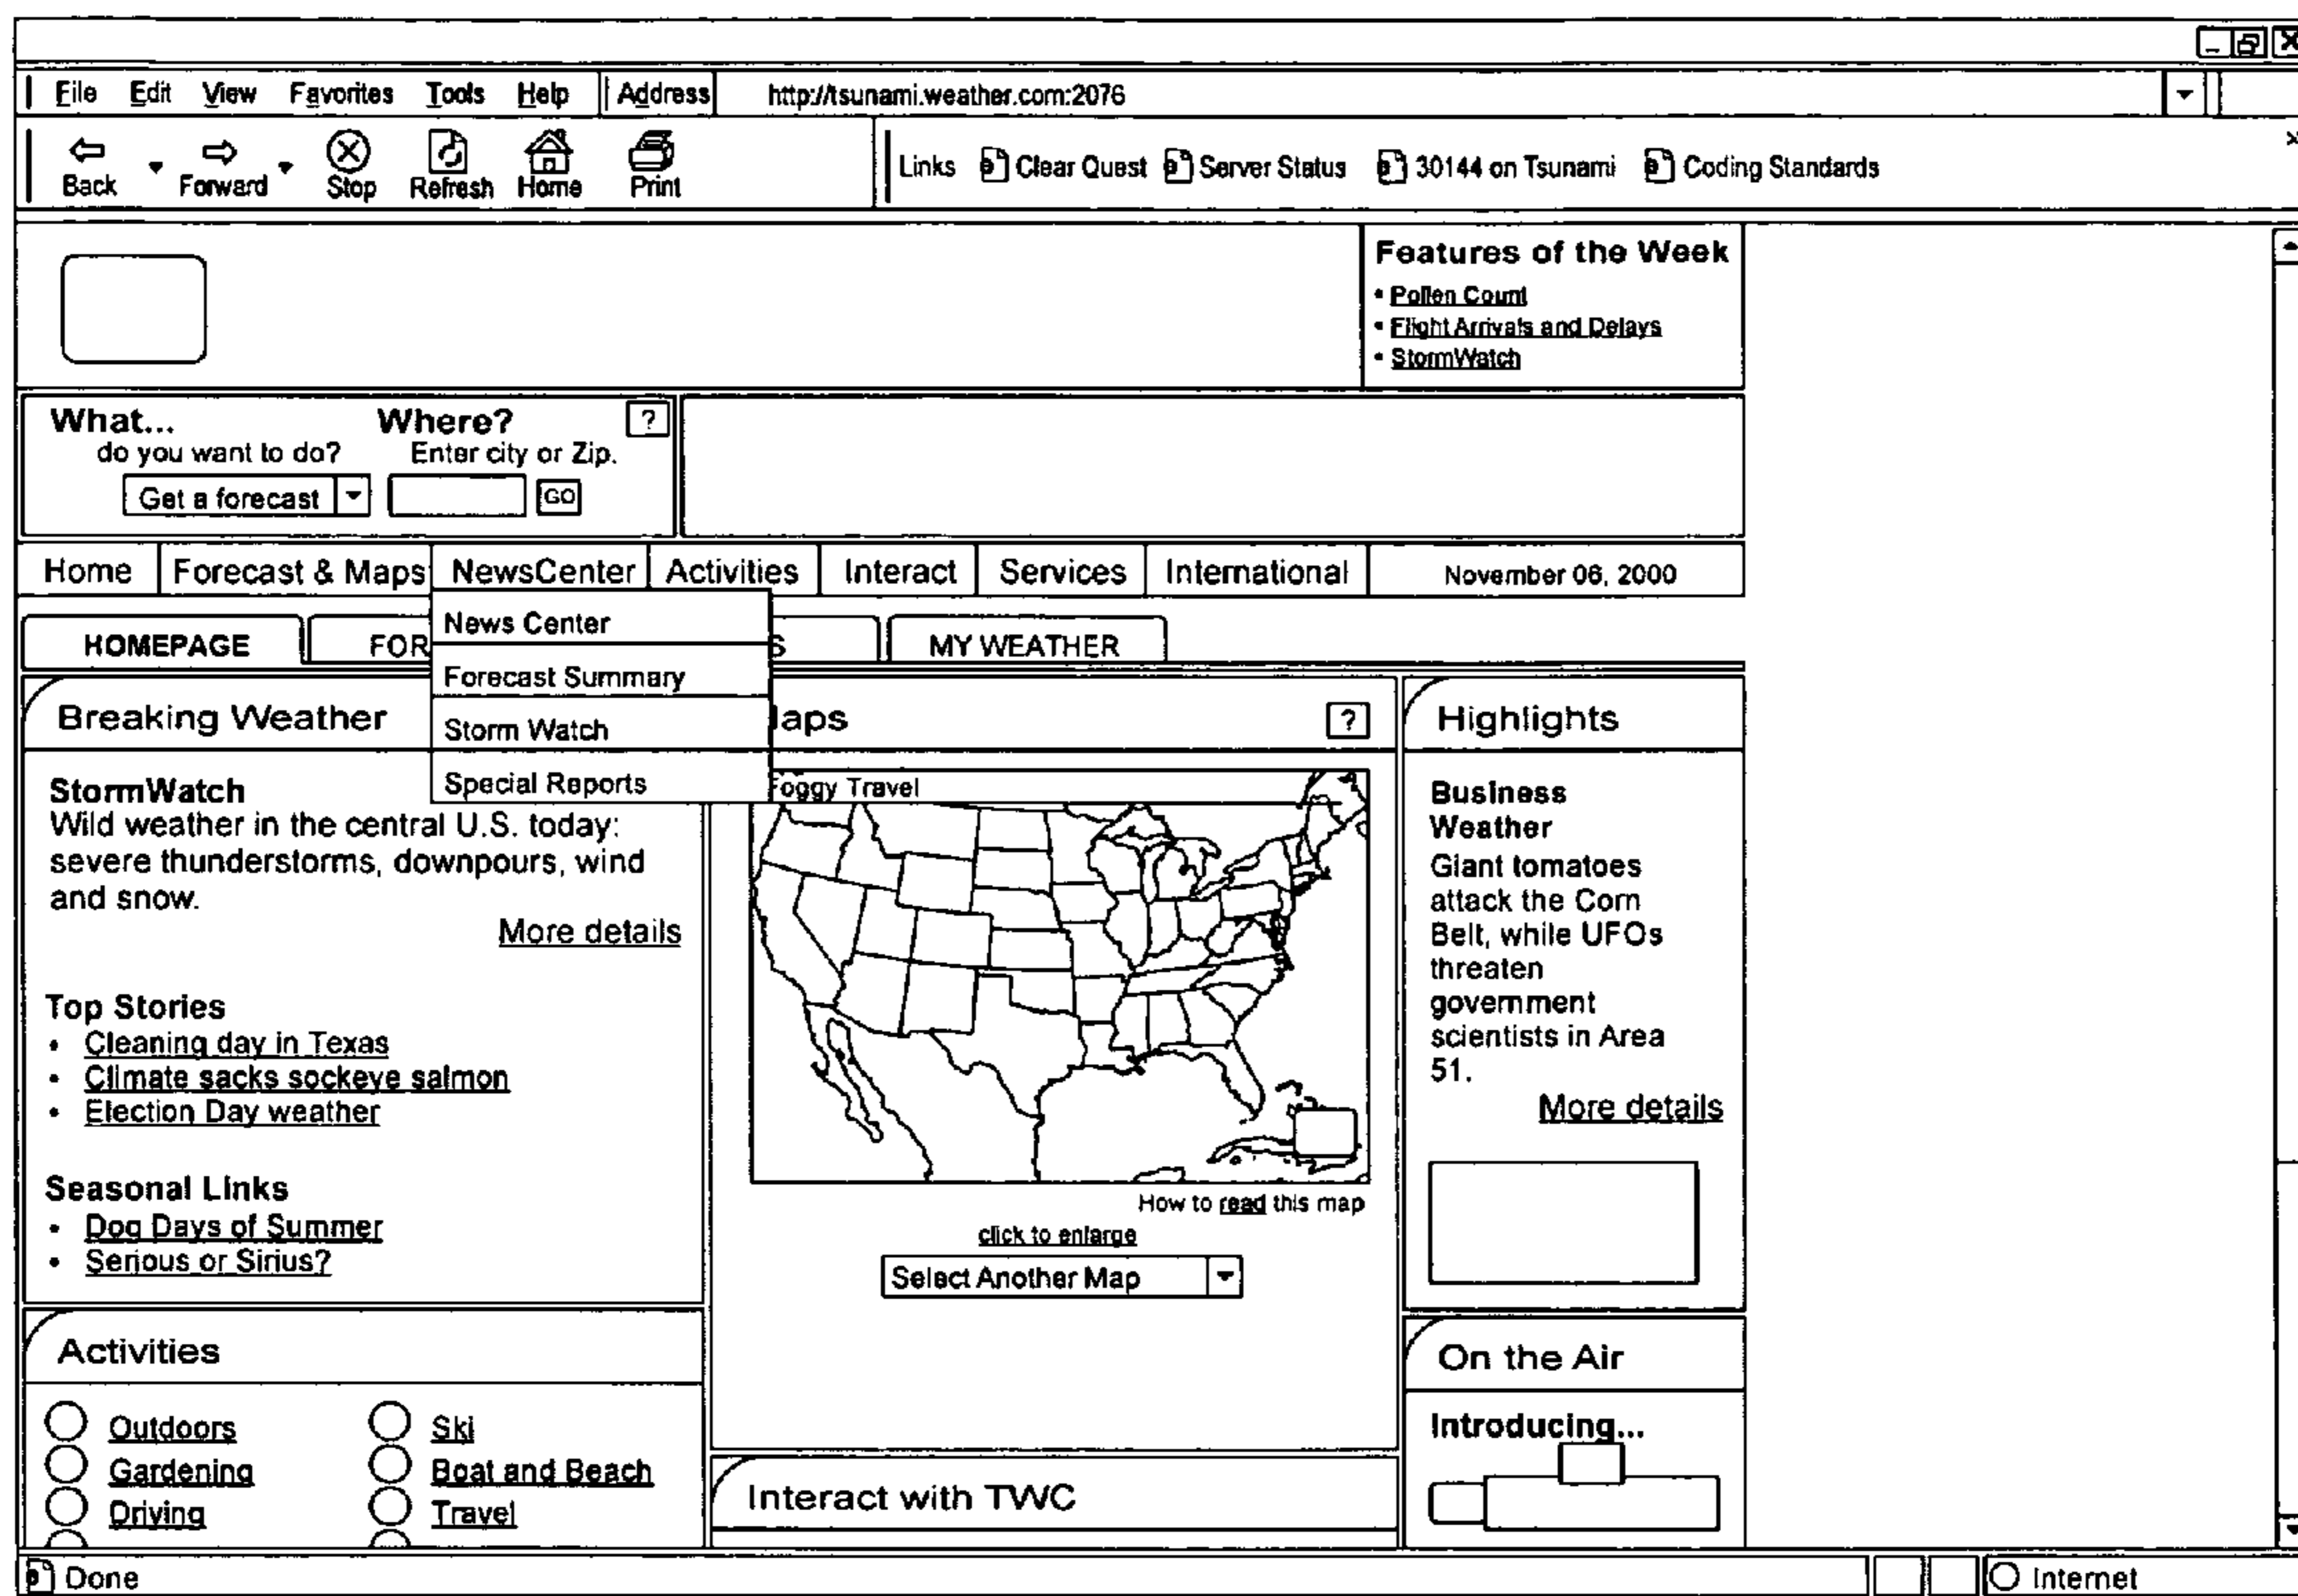 File Edit View Favorites Tools Help Address http://tsunami.weather.com:2076
Back Forward Stop Refresh Home Print Links Clear Quest Server Status 30144 on Tsunami Coding Standards
Features of the Week
• Pollen Count
• Flight Arrivals and Delays
• StormWatch
What... Where? ?
do you want to do? Enter city or Zip.
Get a forecast GO
Home Forecast & Maps NewsCenter Activities Interact Services International November 06, 2000
News Center
Forecast Summary
Storm Watch
Special Reports
HOMEPAGE FOR S MY WEATHER
Breaking Weather
StormWatch
Wild weather in the central U.S. today:
severe thunderstorms, downpours, wind
and snow.
More details
Top Stories
• Cleaning day in Texas
• Climate sacks sockeye salmon
• Election Day weather
Seasonal Links
• Dog Days of Summer
• Serious or Sirius?
Activities
Outdoors Ski
Gardening Boat and Beach
Driving Travel
aps ?
Foggy Travel
How to read this map
click to enlarge
Select Another Map
Interact with TWC
Highlights
Business
Weather
Giant tomatoes
attack the Corn
Belt, while UFOs
threaten
government
scientists in Area
51.
More details
On the Air
Introducing...
Done Internet